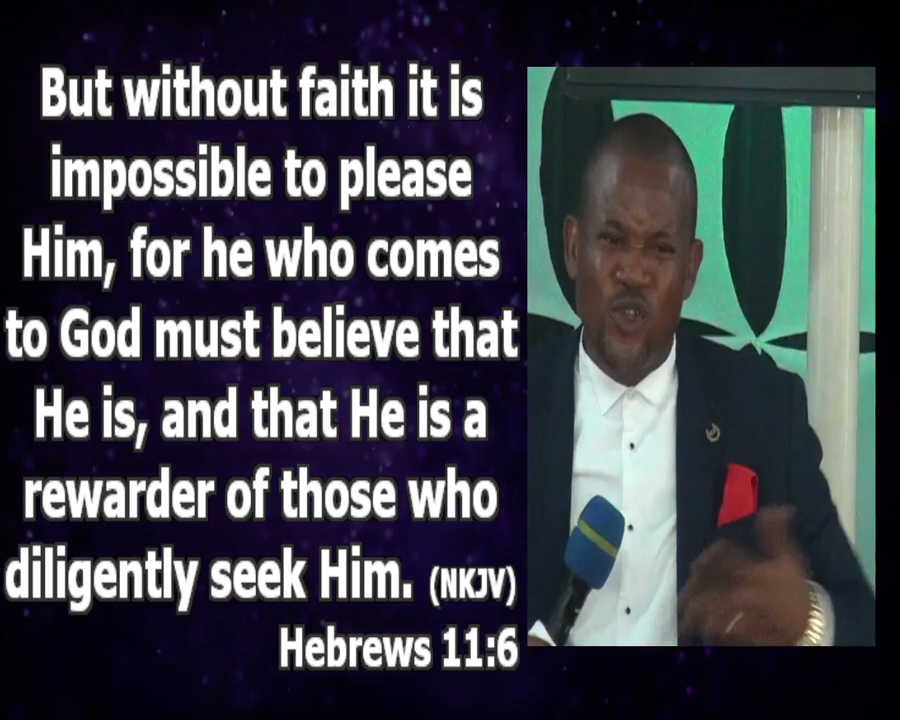 But without faith it is
impossible to please
Him, for he who comes
to God must believe that
He is, and that He is a
rewarder of those who
diligently seek Him. (NKJV)
Hebrews 11:6